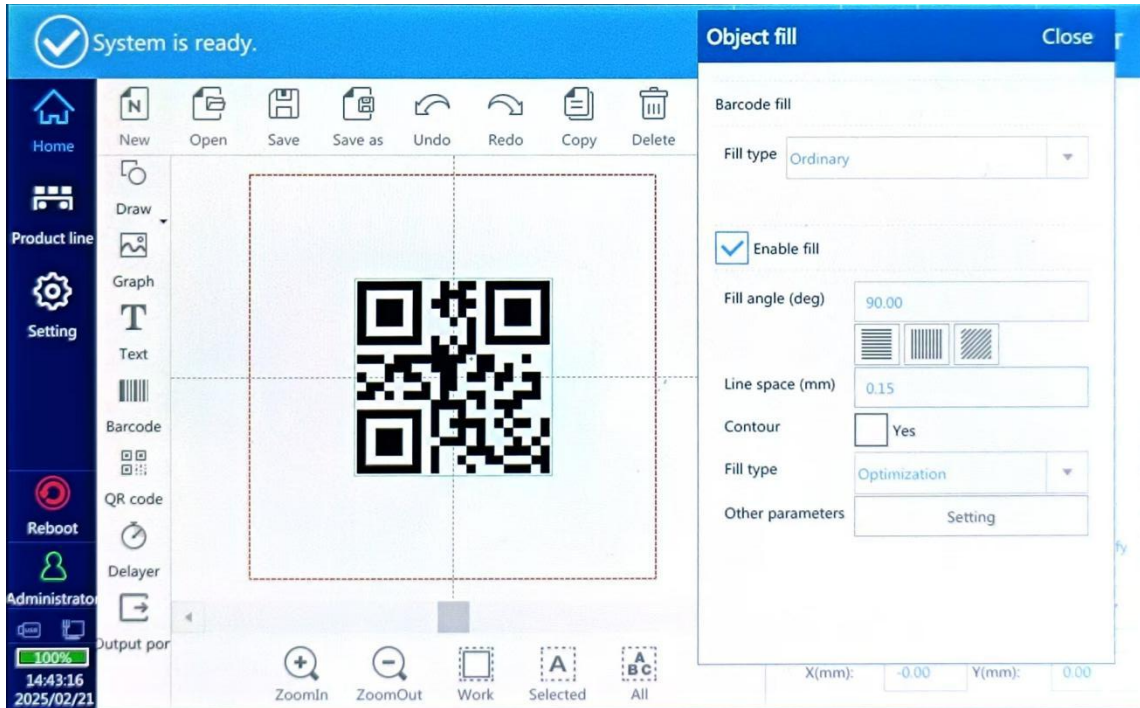 System is ready.
Object fill
Close
Home
Product line
Setting
Reboot
Administrator
100%
14:43:16
2025/02/21
New
Open
Save
Save as
Undo
Redo
Copy
Delete
Draw
Graph
Text
Barcode
QR code
Delayer
Output por
Barcode fill
Fill type
Ordinary
Enable fill
Fill angle (deg)
90.00
Line space (mm)
0.15
Contour
Yes
Fill type
Optimization
Other parameters
Setting
ZoomIn
ZoomOut
Work
Selected
All
X(mm):
-0.00
Y(mm):
0.00